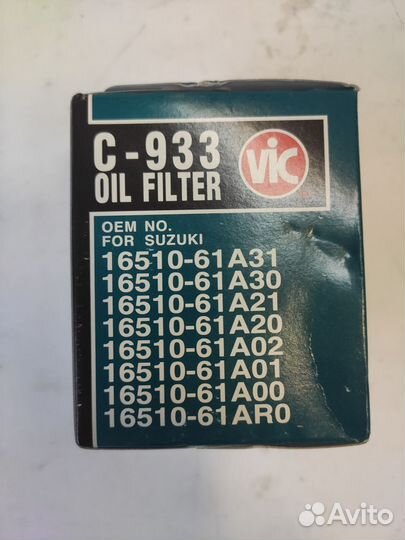 C-933
OIL FILTER
VIC
OEM NO.
FOR SUZUKI
16510-61A31
16510-61A30
16510-61A21
16510-61A20
16510-61A02
16510-61A01
16510-61A00
16510-61AR0
Avito